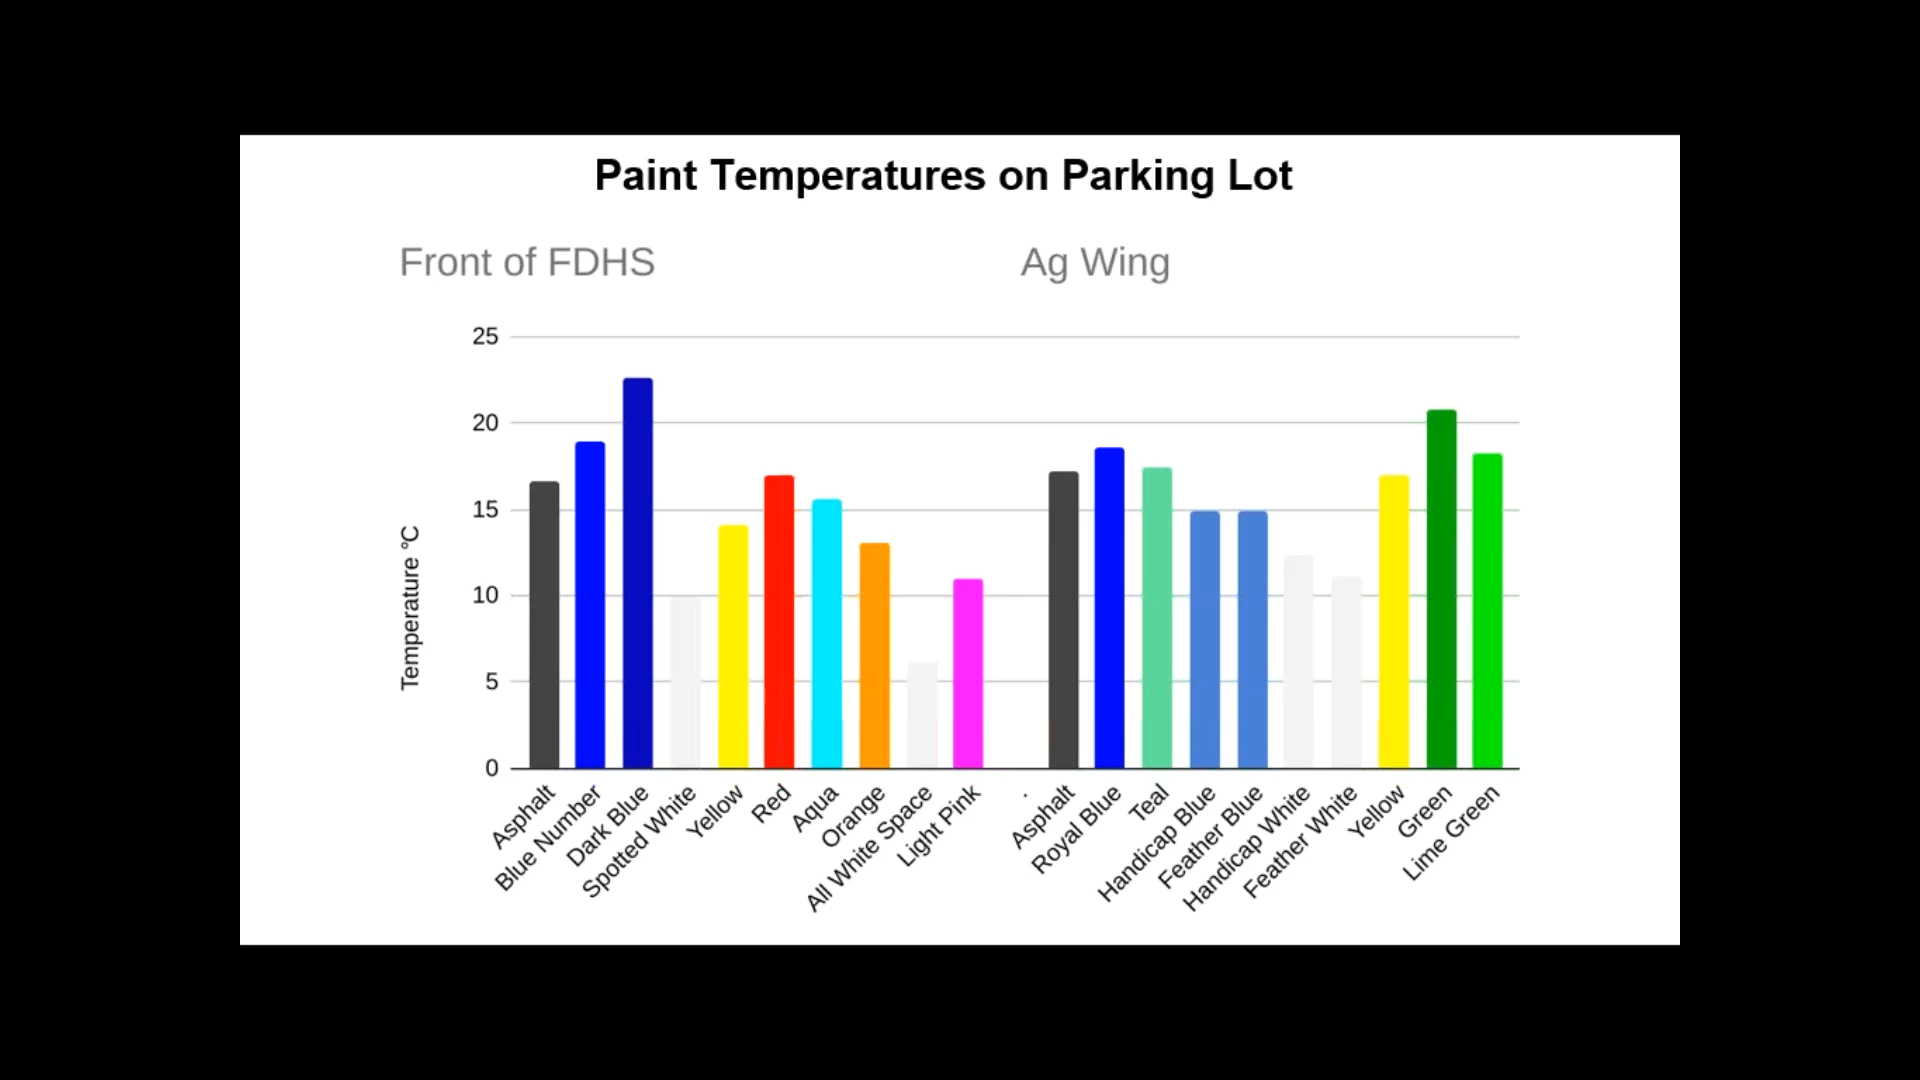 Paint Temperatures on Parking Lot
Front of FDHS
Ag Wing
25
20
15
10
5
0
Temperature °C
Asphalt
Blue Number
Dark Blue
Spotted White
Yellow
Red
Aqua
Orange
All White Space
Light Pink
.
Asphalt
Royal Blue
Teal
Handicap Blue
Feather Blue
Handicap White
Feather White
Yellow
Green
Lime Green